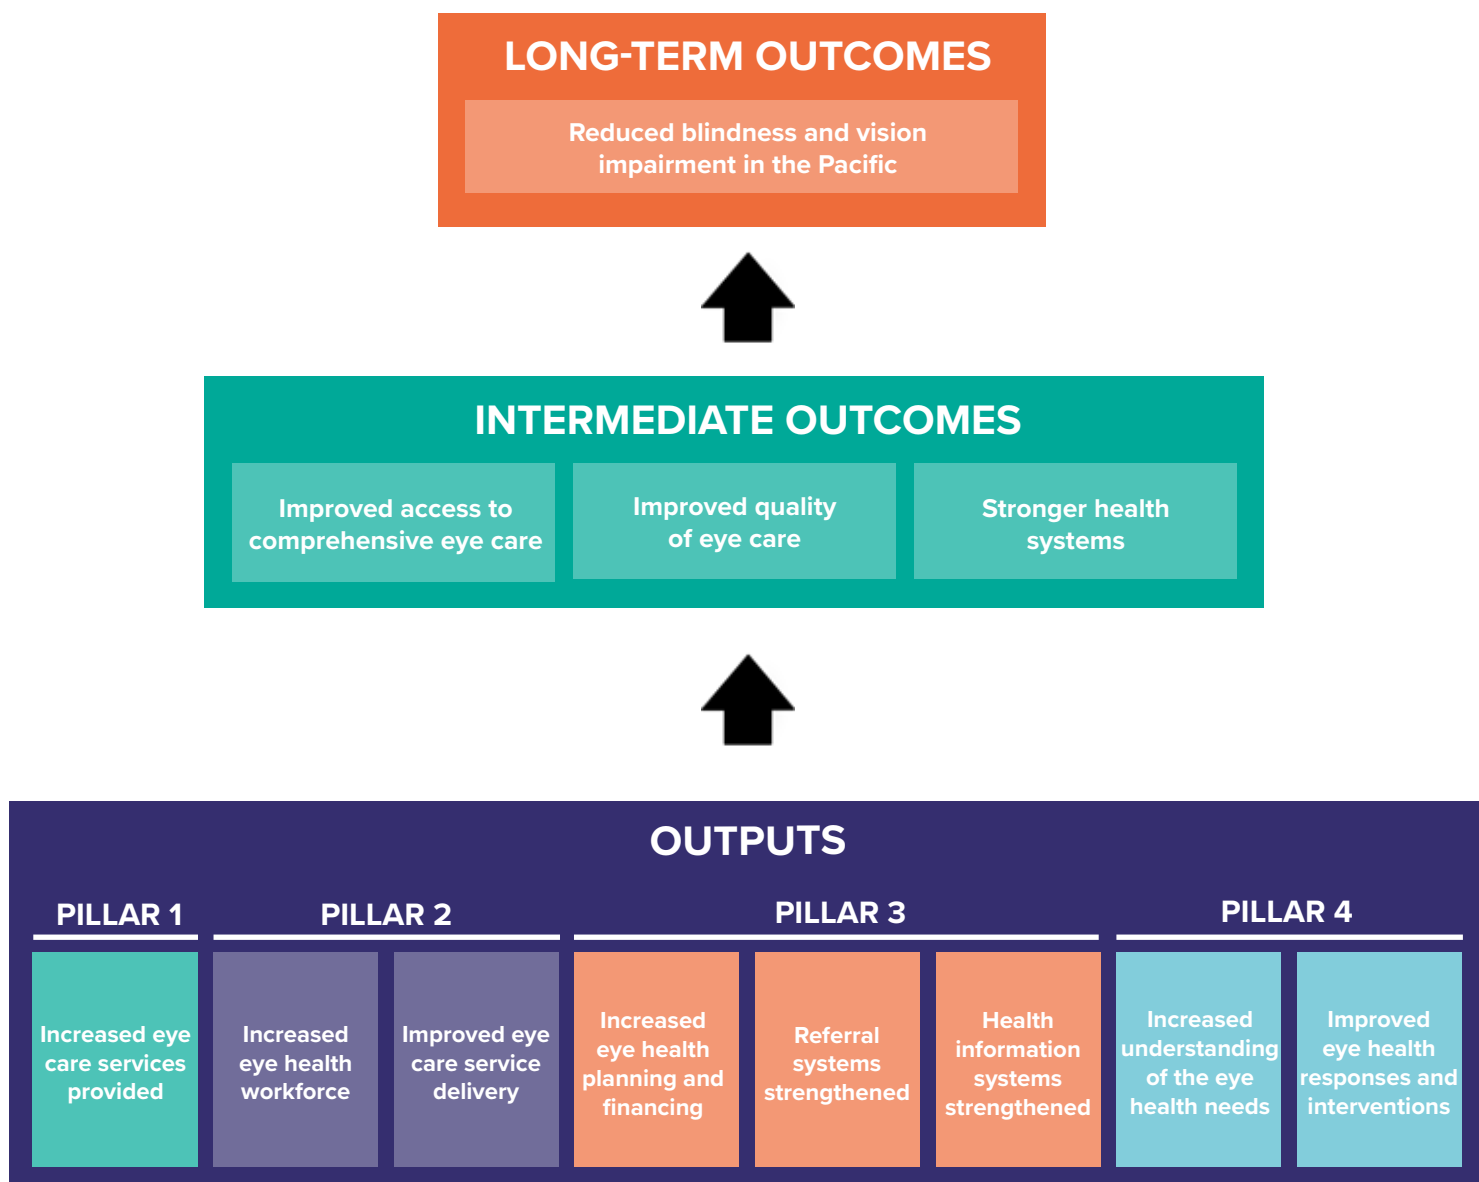 LONG-TERM OUTCOMES
Reduced blindness and vision
impairment in the Pacific
INTERMEDIATE OUTCOMES
Improved access to
comprehensive eye care
Improved quality
of eye care
Stronger health
systems
OUTPUTS
PILLAR 1
Increased eye
care services
provided
PILLAR 2
Increased
eye health
workforce
Improved eye
care service
delivery
PILLAR 3
Increased
eye health
planning and
financing
Referral
systems
strengthened
Health
information
systems
strengthened
PILLAR 4
Increased
understanding
of the eye
health needs
Improved
eye health
responses and
interventions